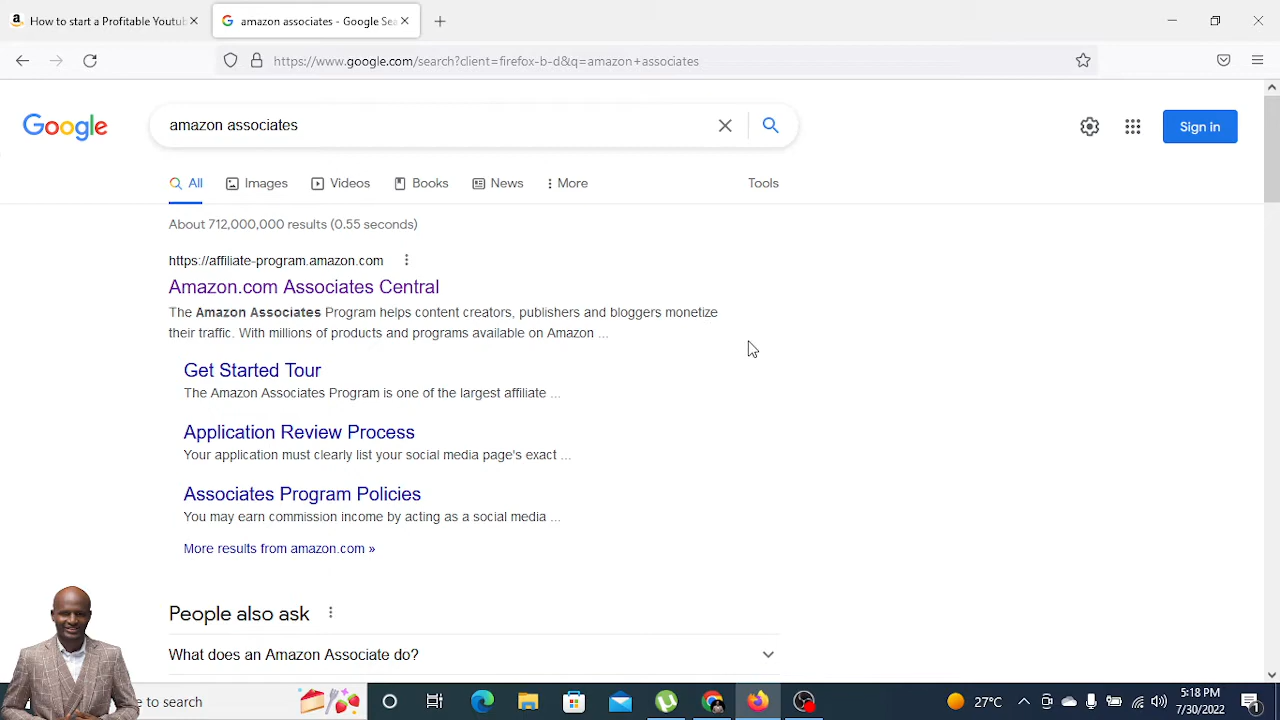 How to start a Profitable Youtub
amazon associates - Google Sea
https://www.google.com/search?client=firefox-b-d&q=amazon+associates
Google
amazon associates
Sign in
All Images Videos Books News More Tools
About 712,000,000 results (0.55 seconds)
https://affiliate-program.amazon.com
Amazon.com Associates Central
The Amazon Associates Program helps content creators, publishers and bloggers monetize
their traffic. With millions of products and programs available on Amazon ...
Get Started Tour
The Amazon Associates Program is one of the largest affiliate ...
Application Review Process
Your application must clearly list your social media page's exact ...
Associates Program Policies
You may earn commission income by acting as a social media ...
More results from amazon.com »
People also ask
What does an Amazon Associate do?
e to search
27°C
5:18 PM
7/30/2022
1